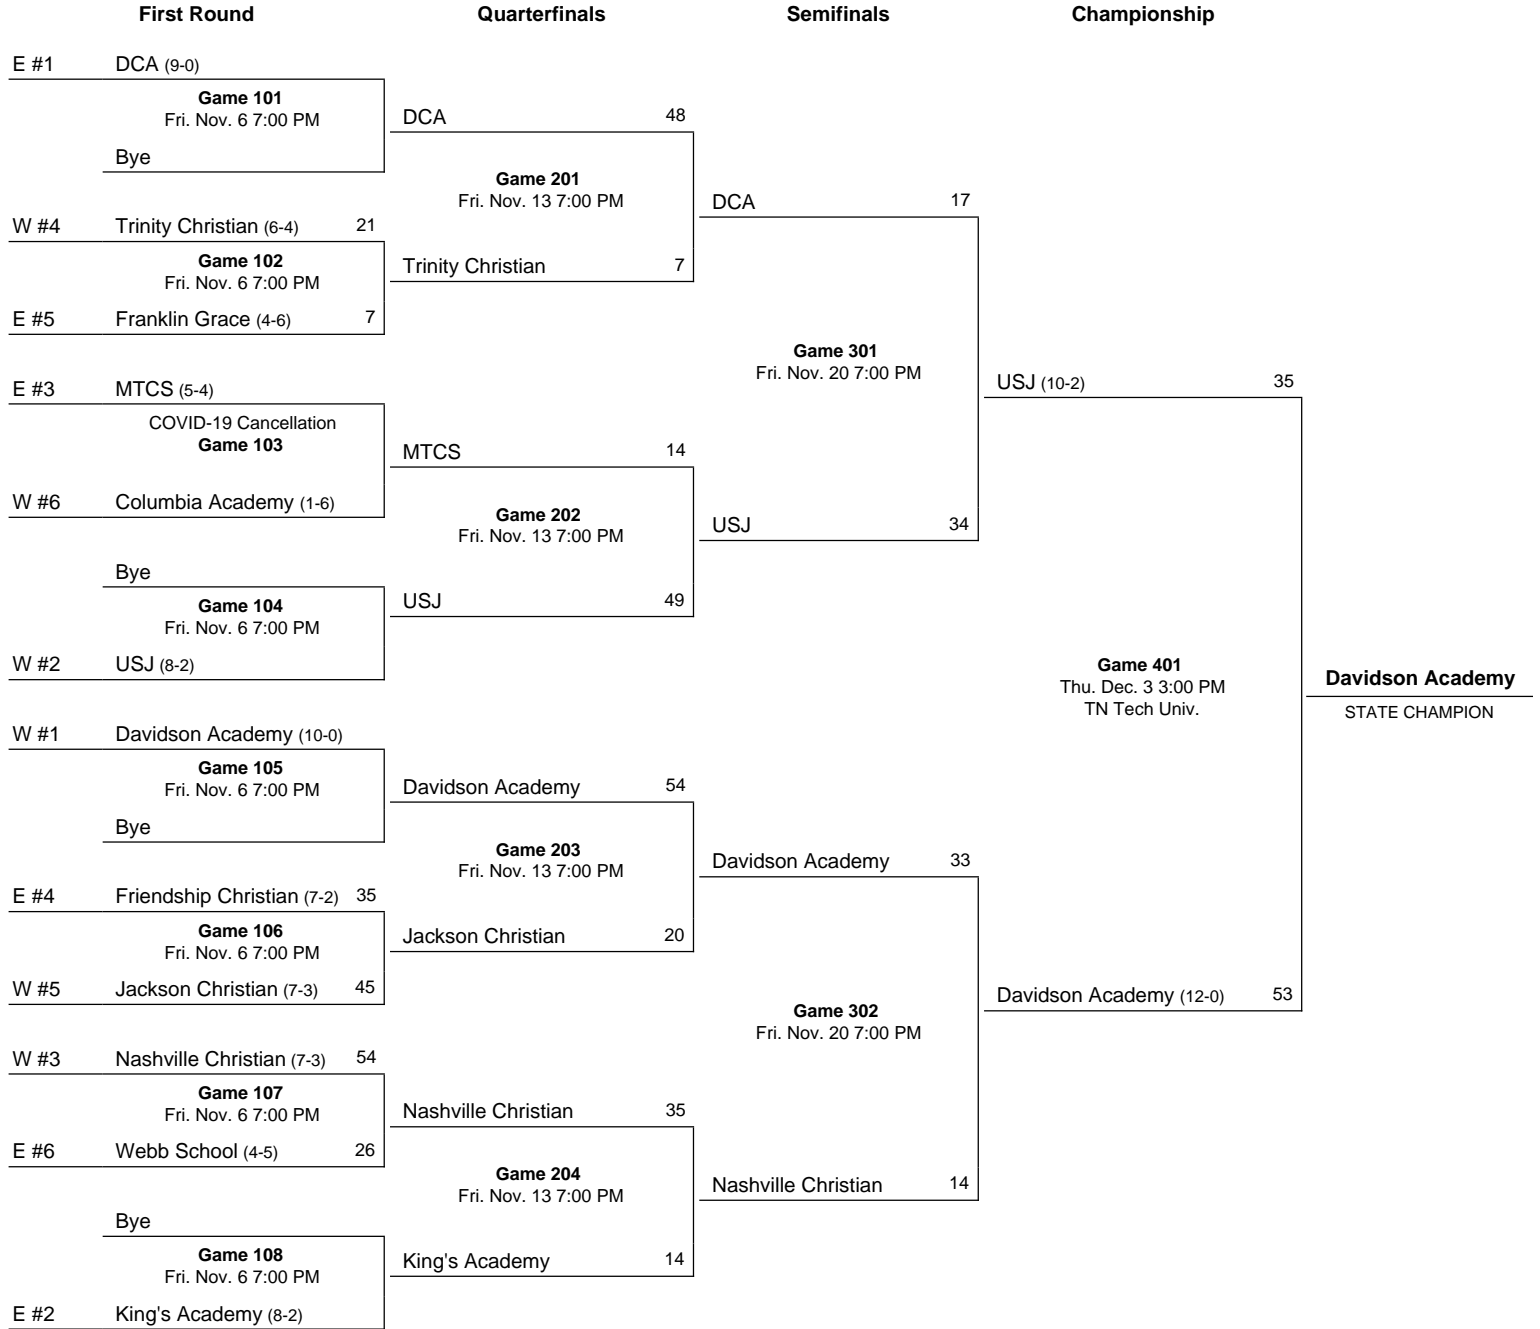 First Round Quarterfinals Semifinals Championship
E #1 DCA (9-0)
Game 101
Fri. Nov. 6 7:00 PM
Bye
W #4 Trinity Christian (6-4) 21
Game 102
Fri. Nov. 6 7:00 PM
E #5 Franklin Grace (4-6) 7
E #3 MTCS (5-4)
COVID-19 Cancellation
Game 103
W #6 Columbia Academy (1-6)
Bye
Game 104
Fri. Nov. 6 7:00 PM
W #2 USJ (8-2)
W #1 Davidson Academy (10-0)
Game 105
Fri. Nov. 6 7:00 PM
Bye
E #4 Friendship Christian (7-2) 35
Game 106
Fri. Nov. 6 7:00 PM
W #5 Jackson Christian (7-3) 45
W #3 Nashville Christian (7-3) 54
Game 107
Fri. Nov. 6 7:00 PM
E #6 Webb School (4-5) 26
Bye
Game 108
Fri. Nov. 6 7:00 PM
E #2 King's Academy (8-2)
DCA 48
Game 201
Fri. Nov. 13 7:00 PM
Trinity Christian 7
MTCS 14
Game 202
Fri. Nov. 13 7:00 PM
USJ 49
Davidson Academy 54
Game 203
Fri. Nov. 13 7:00 PM
Jackson Christian 20
Nashville Christian 35
Game 204
Fri. Nov. 13 7:00 PM
King's Academy 14
DCA 17
Game 301
Fri. Nov. 20 7:00 PM
USJ 34
Davidson Academy 33
Game 302
Fri. Nov. 20 7:00 PM
Nashville Christian 14
USJ (10-2) 35
Game 401
Thu. Dec. 3 3:00 PM
TN Tech Univ.
Davidson Academy (12-0) 53
Davidson Academy
STATE CHAMPION